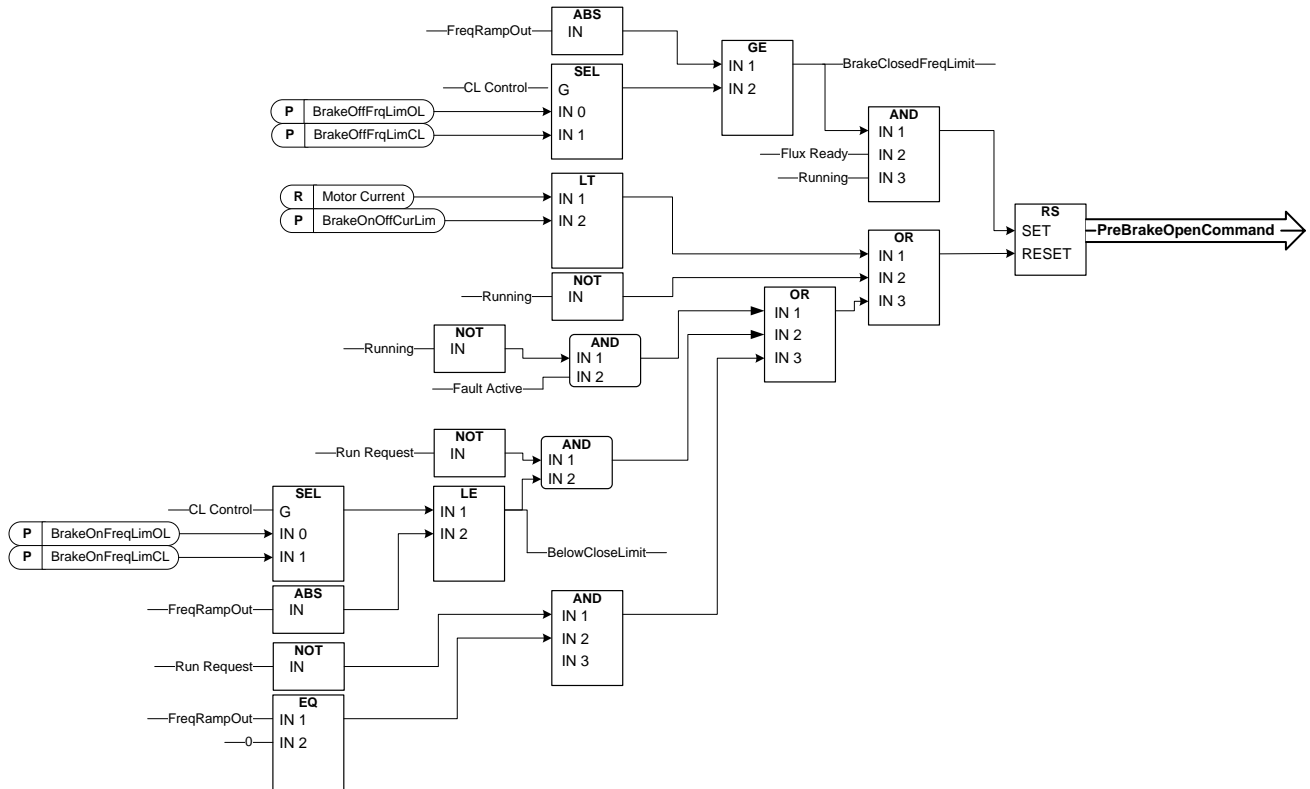 ABS
FreqRampOut
IN
GE
IN 1
IN 2
BrakeClosedFreqLimit
SEL
CL Control
G
P BrakeOffFrqLimOL
IN 0
P BrakeOffFrqLimCL
IN 1
AND
IN 1
Flux Ready
IN 2
Running
IN 3
LT
R Motor Current
IN 1
P BrakeOnOffCurLim
IN 2
RS
SET
RESET
PreBrakeOpenCommand
OR
IN 1
IN 2
IN 3
NOT
Running
IN
OR
IN 1
IN 2
IN 3
NOT
Running
IN
AND
IN 1
IN 2
Fault Active
NOT
Run Request
IN
AND
IN 1
IN 2
SEL
CL Control
G
P BrakeOnFreqLimOL
IN 0
P BrakeOnFreqLimCL
IN 1
LE
IN 1
IN 2
BelowCloseLimit
ABS
FreqRampOut
IN
AND
IN 1
IN 2
IN 3
NOT
Run Request
IN
EQ
FreqRampOut
IN 1
0
IN 2